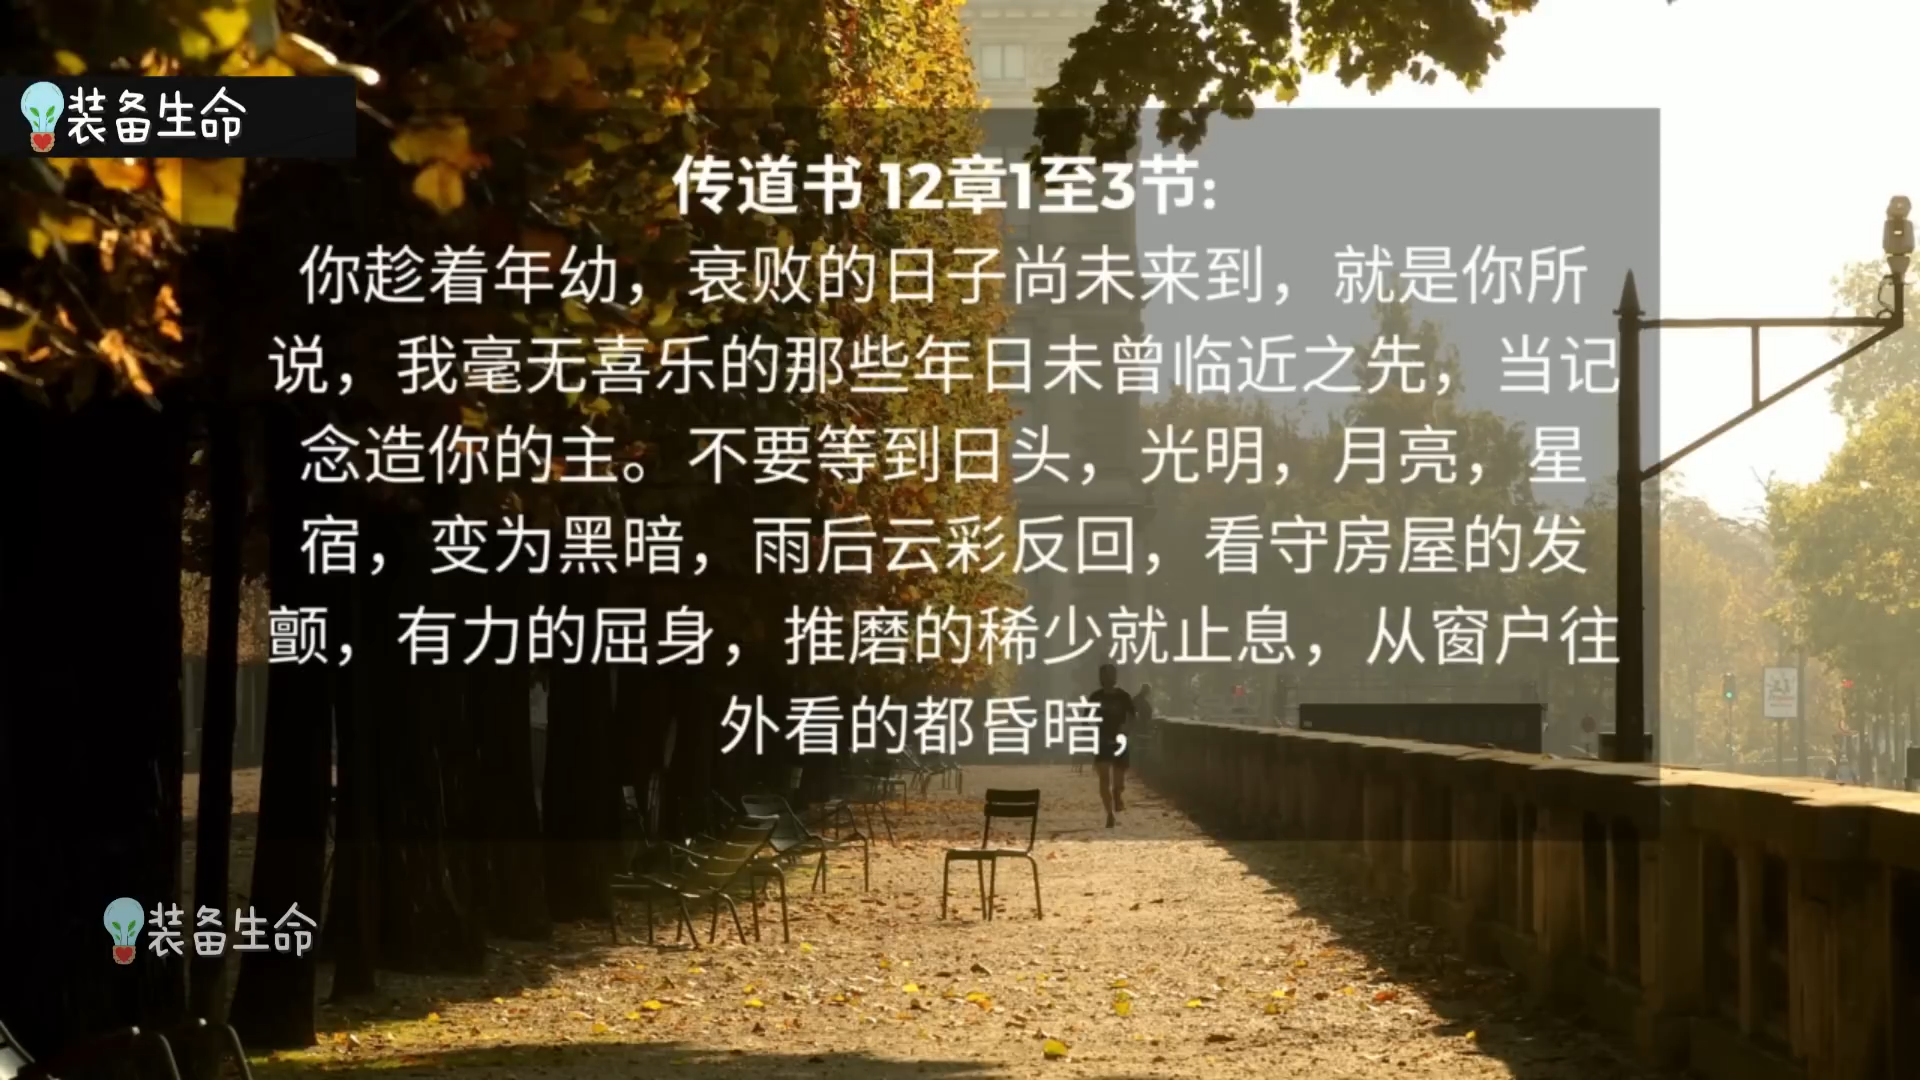 装备生命
传道书 12章1至3节:
你趁着年幼，衰败的日子尚未来到，就是你所
说，我毫无喜乐的那些年日未曾临近之先，当记
念造你的主。不要等到日头，光明，月亮，星
宿，变为黑暗，雨后云彩反回，看守房屋的发
颤，有力的屈身，推磨的稀少就止息，从窗户往
外看的都昏暗，
装备生命